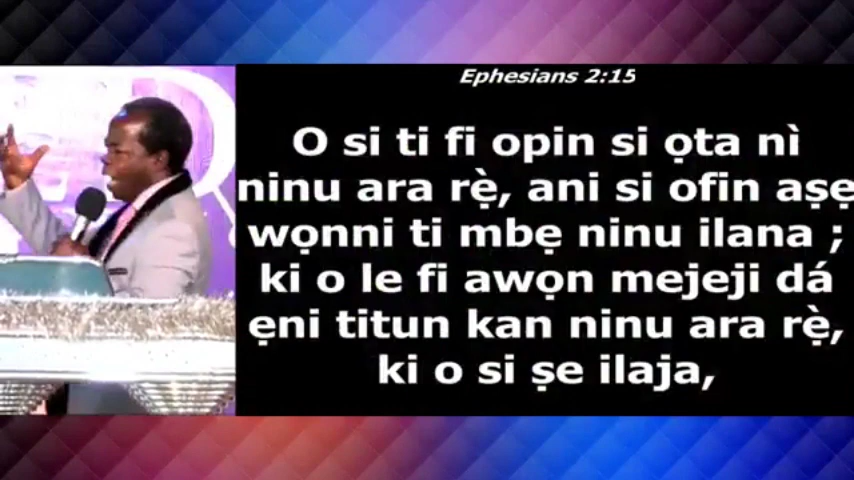 Ephesians 2:15
O si ti fi opin si ọta nì
ninu ara rẹ̀, ani si ofin aṣẹ
wọnni ti mbẹ ninu ilana ;
ki o le fi awọn mejeji dá
ẹni titun kan ninu ara rẹ̀,
ki o si ṣe ilaja,